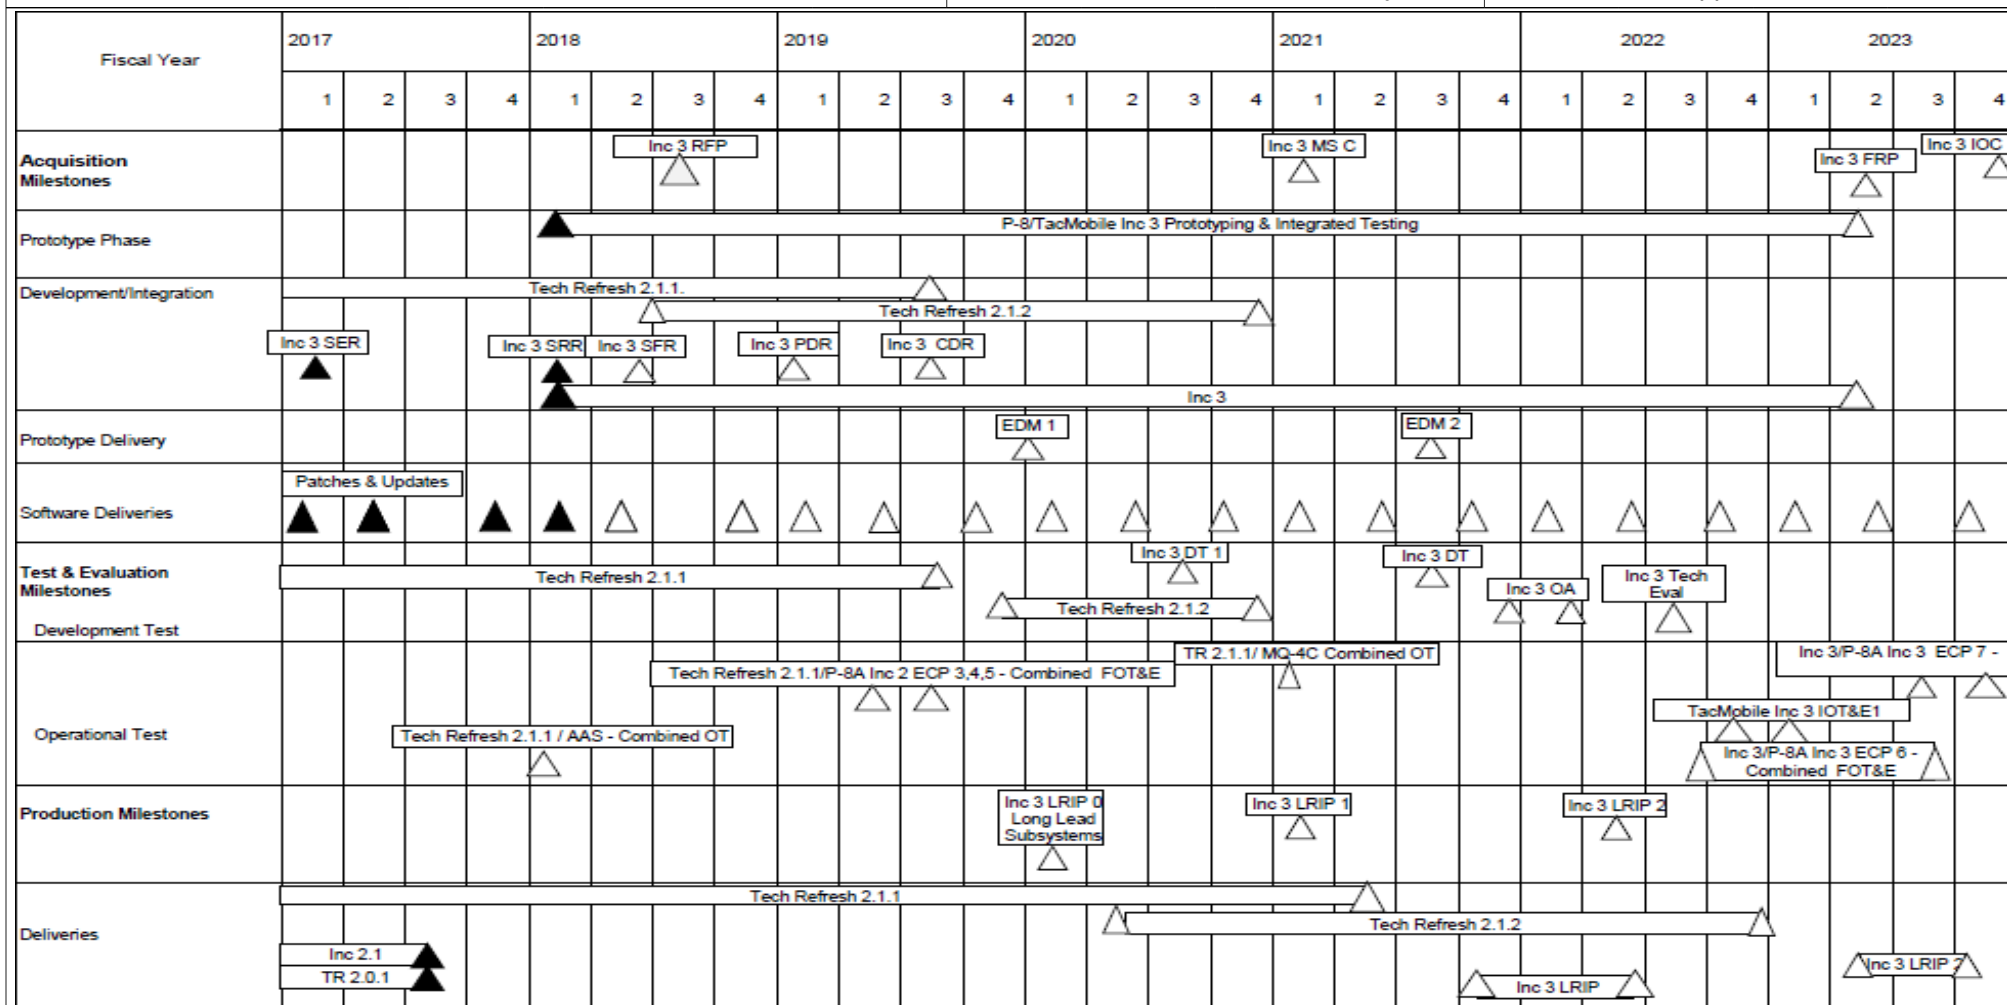 Fiscal Year
2017 2018 2019 2020 2021 2022 2023
1 2 3 4 1 2 3 4 1 2 3 4 1 2 3 4 1 2 3 4 1 2 3 4 1 2 3 4
Acquisition
Milestones
Inc 3 RFP
Inc 3 MS C
Inc 3 FRP
Inc 3 IOC
Prototype Phase
P-8/TacMobile Inc 3 Prototyping & Integrated Testing
Development/Integration
Tech Refresh 2.1.1.
Tech Refresh 2.1.2
Inc 3 SER
Inc 3 SRR
Inc 3 SFR
Inc 3 PDR
Inc 3 CDR
Inc 3
Prototype Delivery
EDM 1
EDM 2
Software Deliveries
Patches & Updates
Test & Evaluation
Milestones
Development Test
Tech Refresh 2.1.1
Inc 3 DT 1
Tech Refresh 2.1.2
Inc 3 DT
Inc 3 OA
Inc 3 Tech
Eval
Operational Test
TR 2.1.1/ MQ-4C Combined OT
Inc 3/P-8A Inc 3 ECP 7 -
Tech Refresh 2.1.1/P-8A Inc 2 ECP 3,4,5 - Combined FOT&E
TacMobile Inc 3 IOT&E1
Tech Refresh 2.1.1 / AAS - Combined OT
Inc 3/P-8A Inc 3 ECP 6 -
Combined FOT&E
Production Milestones
Inc 3 LRIP 0
Long Lead
Subsystems
Inc 3 LRIP 1
Inc 3 LRIP 2
Deliveries
Tech Refresh 2.1.1
Tech Refresh 2.1.2
Inc 2.1
TR 2.0.1
Inc 3 LRIP
Inc 3 LRIP 2